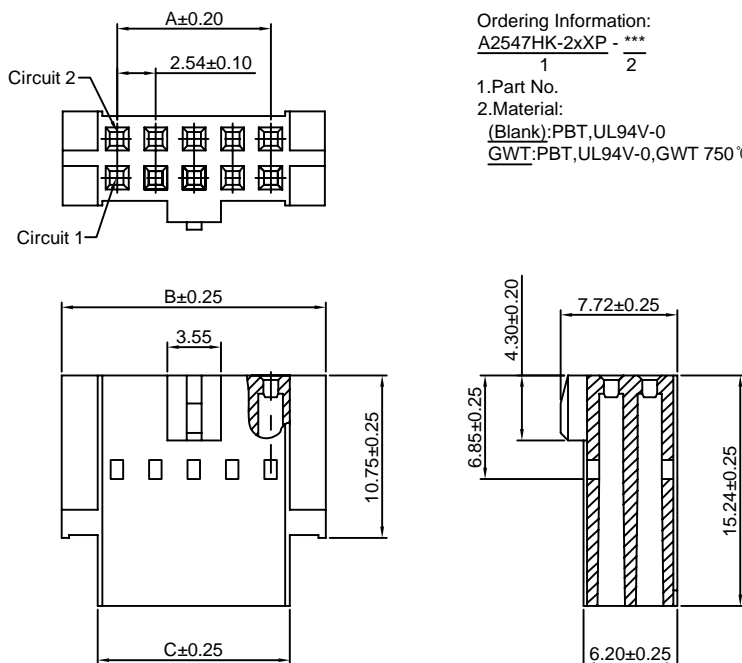 A±0.20
2.54±0.10
Circuit 2
Circuit 1
Ordering Information:
A2547HK-2xXP - ***
1 2
1.Part No.
2.Material:
(Blank):PBT,UL94V-0
GWT:PBT,UL94V-0,GWT 750°
B±0.25
3.55
10.75±0.25
C±0.25
4.30±0.20
7.72±0.25
6.85±0.25
15.24±0.25
6.20±0.25